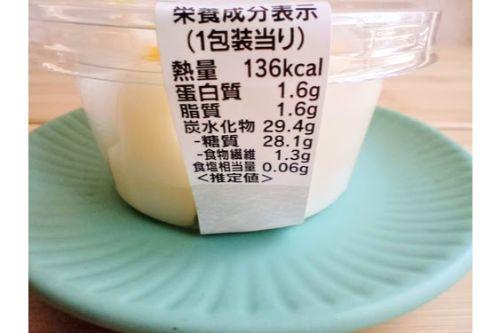 栄養成分表示
(1包装当り)
熱量 136kcal
蛋白質 1.6g
脂質 1.6g
炭水化物 29.4g
-糖質 28.1g
-食物繊維 1.3g
食塩相当量 0.06g
<推定値>